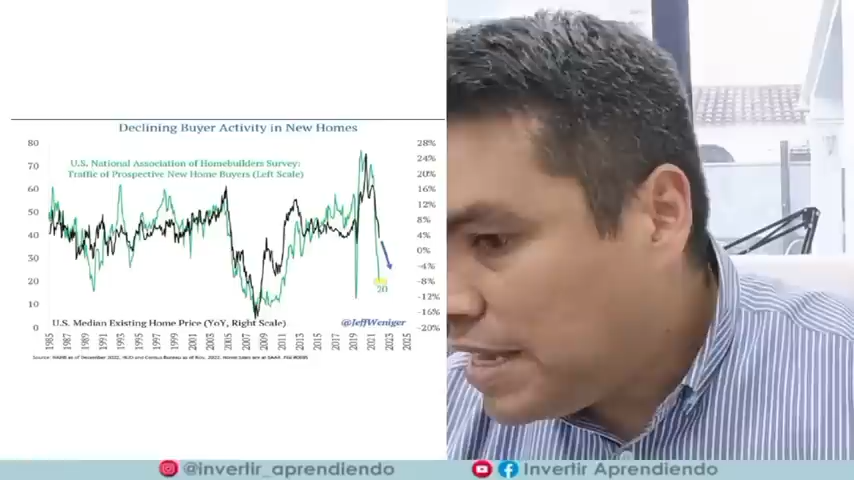 Declining Buyer Activity in New Homes
U.S. National Association of Homebuilders Survey:
Traffic of Prospective New Home Buyers (Left Scale)
80
70
60
50
40
30
20
10
0
28%
24%
20%
16%
12%
8%
4%
0%
-4%
-8%
-12%
-16%
-20%
20
U.S. Median Existing Home Price (YoY, Right Scale)
@JeffWeniger
1985 1987 1989 1991 1993 1995 1997 1999 2001 2003 2005 2007 2009 2011 2013 2015 2017 2019 2021 2023 2025
@invertir_aprendiendo
Invertir Aprendiendo